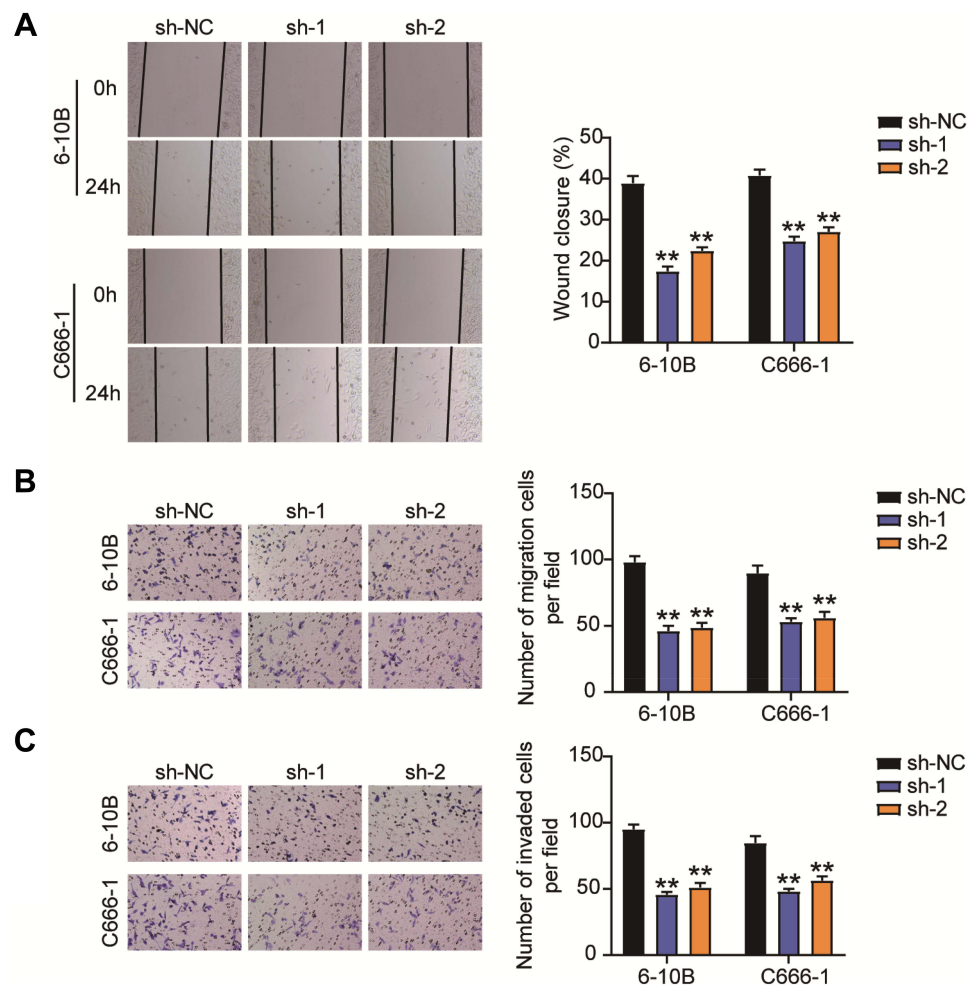 A
sh-NC sh-1 sh-2
6-10B
0h
24h
C666-1
0h
24h
Wound closure (%)
50
40
30
20
10
0
** ** ** **
6-10B C666-1
sh-NC
sh-1
sh-2
B
sh-NC sh-1 sh-2
6-10B
C666-1
Number of migration cells
per field
150
100
50
0
** ** ** **
6-10B C666-1
sh-NC
sh-1
sh-2
C
sh-NC sh-1 sh-2
6-10B
C666-1
Number of invaded cells
per field
150
100
50
0
** ** ** **
6-10B C666-1
sh-NC
sh-1
sh-2